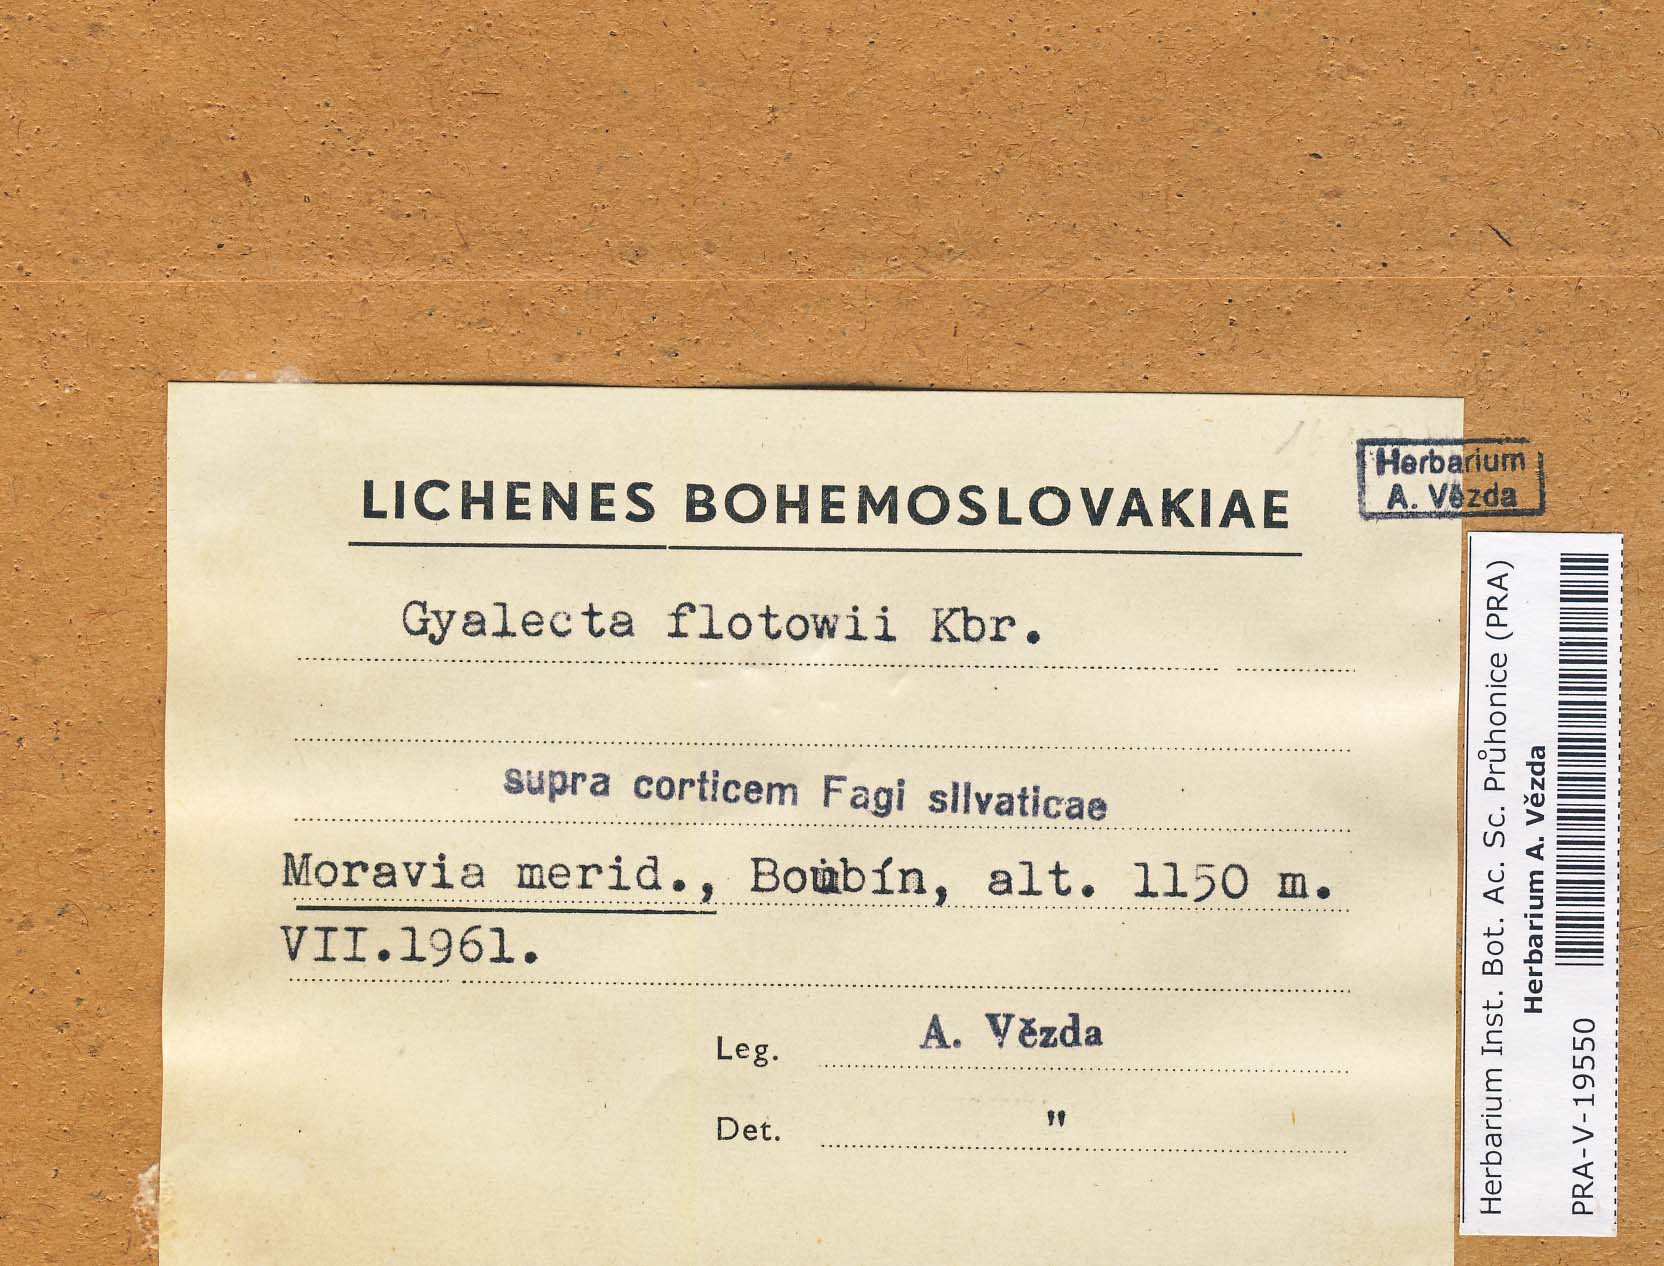 LICHENES BOHEMOSLOVAKIAE
Herbarium
A. Vězda
Gyalecta flotowii Kbr.
supra corticem Fagi silvaticae
Moravia merid., Boubín, alt. 1150 m.
VII.1961.
Leg. A. Vězda
Det. "
Herbarium Inst. Bot. Ac. Sc. Průhonice (PRA)
Herbarium A. Vězda
PRA-V-19550